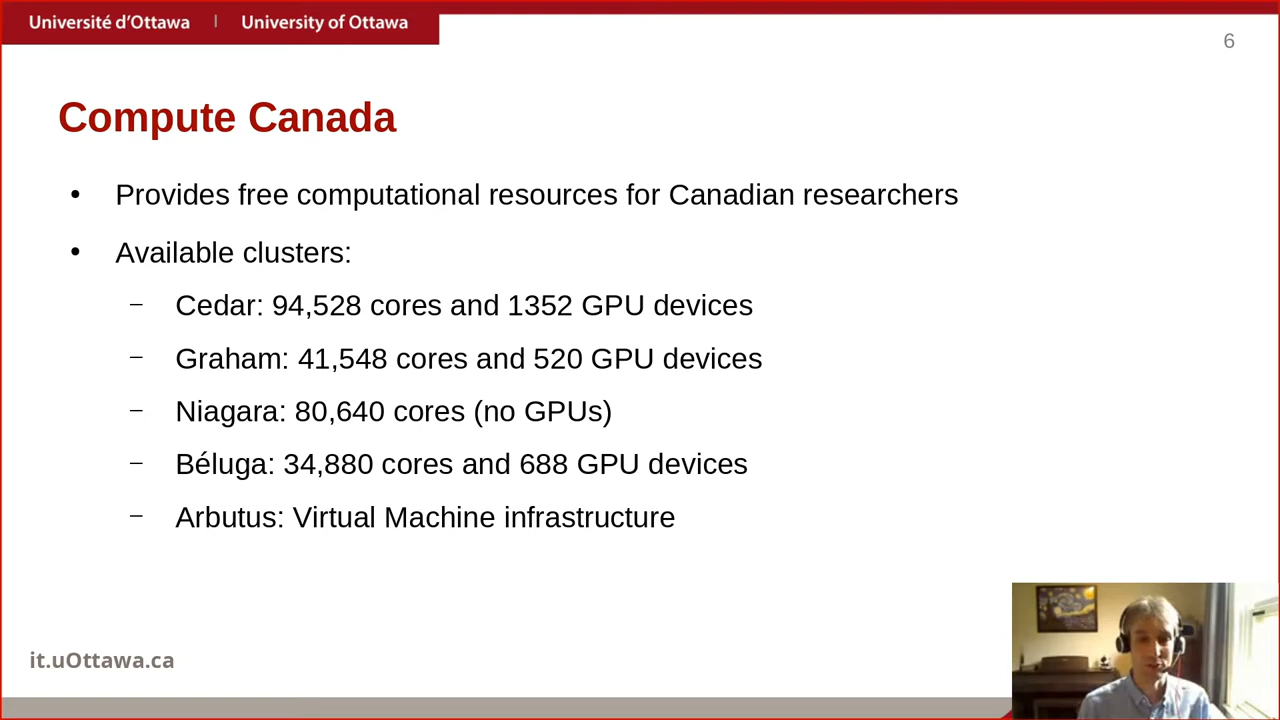 Université d'Ottawa | University of Ottawa
6
Compute Canada
• Provides free computational resources for Canadian researchers
• Available clusters:
– Cedar: 94,528 cores and 1352 GPU devices
– Graham: 41,548 cores and 520 GPU devices
– Niagara: 80,640 cores (no GPUs)
– Béluga: 34,880 cores and 688 GPU devices
– Arbutus: Virtual Machine infrastructure
it.uOttawa.ca